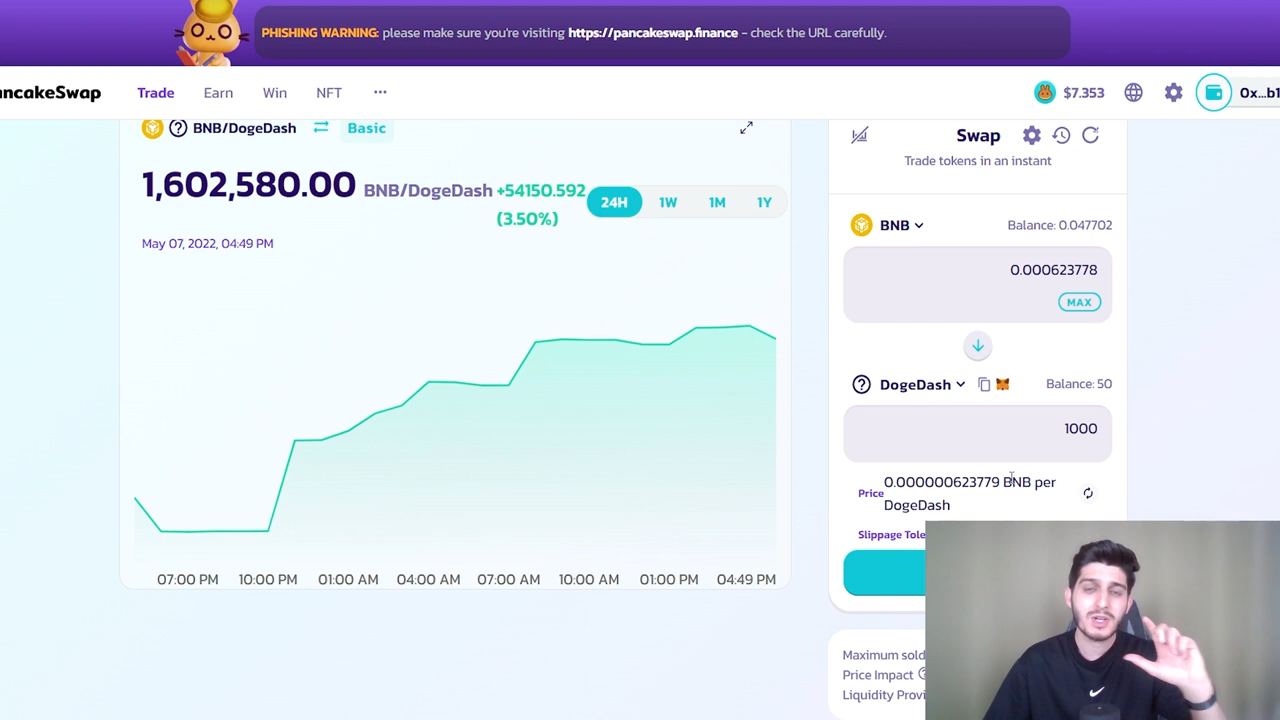 PHISHING WARNING: please make sure you're visiting https://pancakeswap.finance - check the URL carefully.
ancakeSwap Trade Earn Win NFT ... $7.353 0x...b1
BNB/DogeDash Basic
1,602,580.00 BNB/DogeDash +54150.592 (3.50%)
24H 1W 1M 1Y
May 07, 2022, 04:49 PM
07:00 PM 10:00 PM 01:00 AM 04:00 AM 07:00 AM 10:00 AM 01:00 PM 04:49 PM
Swap
Trade tokens in an instant
BNB Balance: 0.047702
0.000623778
MAX
DogeDash Balance: 50
1000
Price 0.000000623779 BNB per
DogeDash
Slippage Tole
Maximum sold
Price Impact
Liquidity Provi